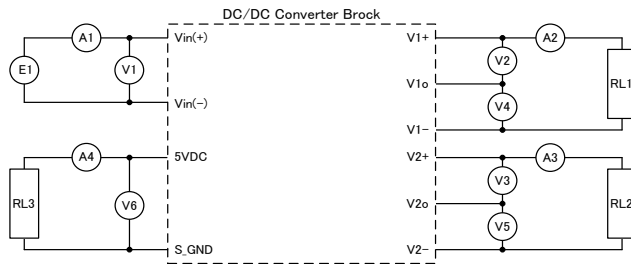 DC/DC Converter Brock
A1
Vin(+)
V1+
A2
E1
V1
V2
V1o
RL1
V4
Vin(-)
V1-
A4
5VDC
V2+
A3
V3
RL3
V6
V2o
RL2
V5
S_GND
V2-